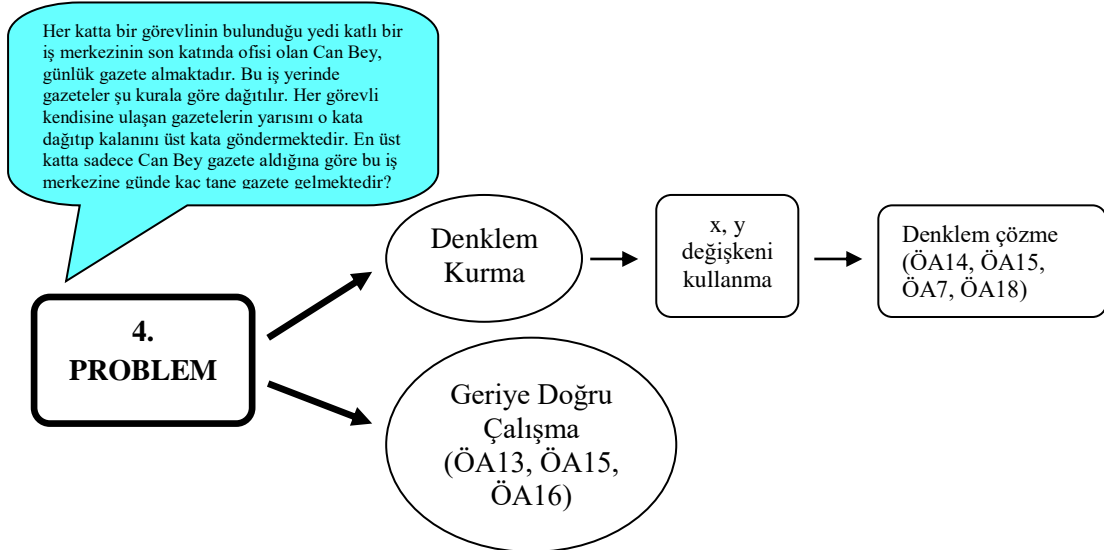 Her katta bir görevlinin bulunduğu yedi katlı bir
iş merkezinin son katında ofisi olan Can Bey,
günlük gazete almaktadır. Bu iş yerinde
gazeteler şu kurala göre dağıtılır. Her görevli
kendisine ulaşan gazetelerin yarısını o kata
dağıtıp kalanını üst kata göndermektedir. En üst
katta sadece Can Bey gazete aldığına göre bu iş
merkezine günde kaç tane gazete gelmektedir?
Denklem
Kurma
x, y
değişkeni
kullanma
Denklem çözme
(ÖA14, ÖA15,
ÖA7, ÖA18)
4.
PROBLEM
Geriye Doğru
Çalışma
(ÖA13, ÖA15,
ÖA16)